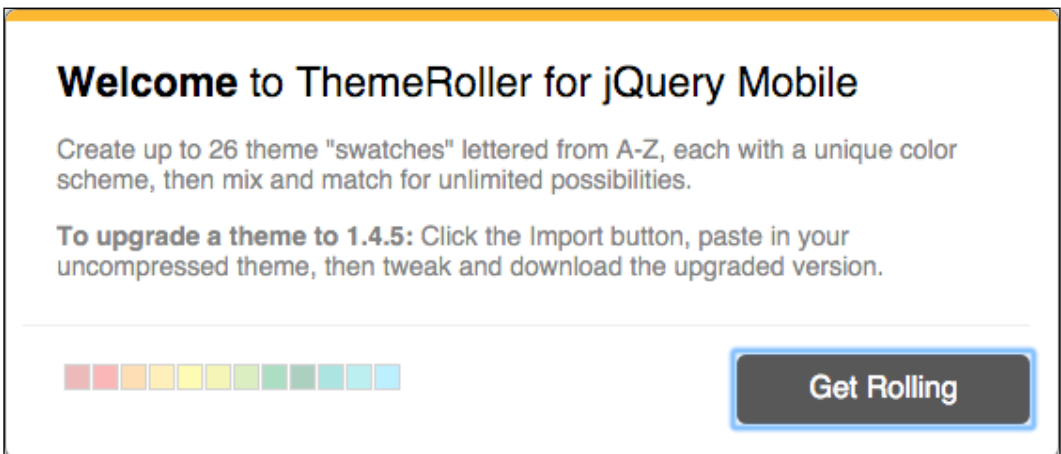 Welcome to ThemeRoller for jQuery Mobile
Create up to 26 theme "swatches" lettered from A-Z, each with a unique color
scheme, then mix and match for unlimited possibilities.
To upgrade a theme to 1.4.5: Click the Import button, paste in your
uncompressed theme, then tweak and download the upgraded version.
Get Rolling